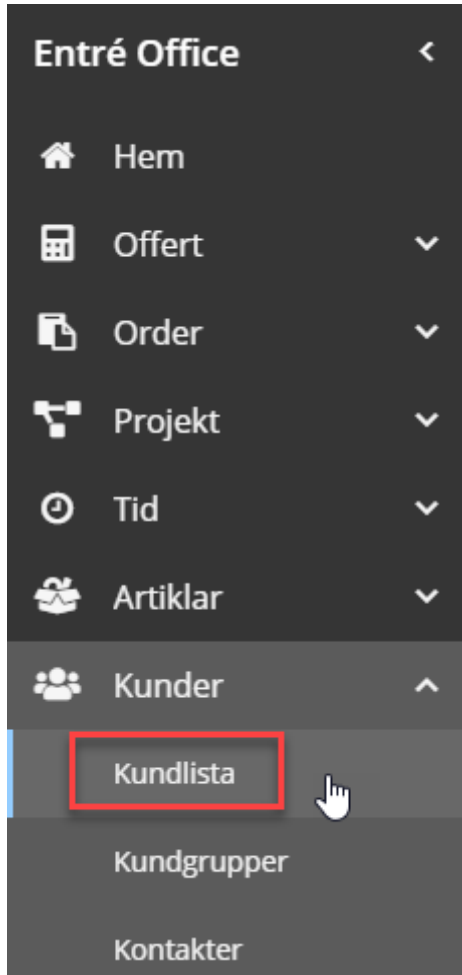 Entré Office
Hem
Offert
Order
Projekt
Tid
Artiklar
Kunder
Kundlista
Kundgrupper
Kontakter